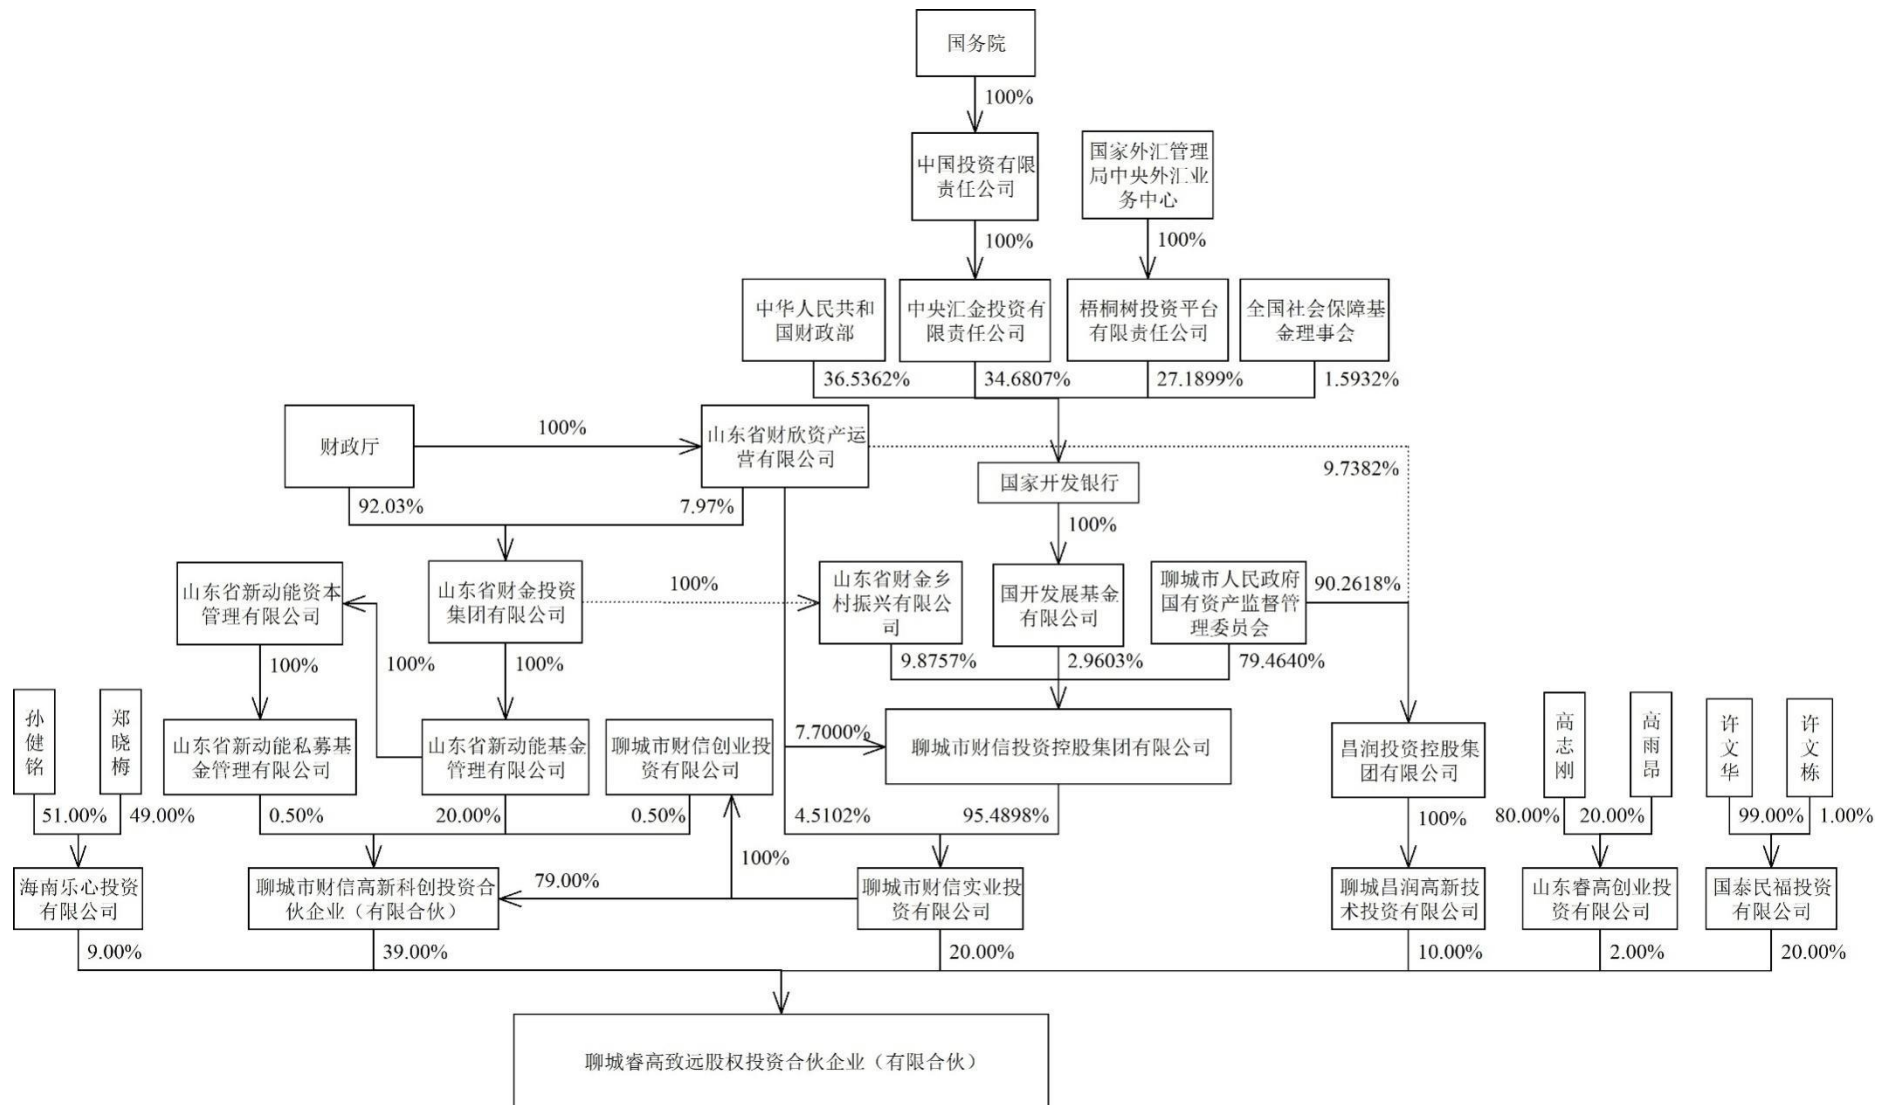 国务院
100%
中国投资有限
责任公司
国家外汇管理
局中央外汇业
务中心
100%
100%
中华人民共和
国财政部
中央汇金投资有
限责任公司
梧桐树投资平台
有限责任公司
全国社会保障基
金理事会
36.5362%
34.6807%
27.1899%
1.5932%
财政厅
100%
山东省财欣资产运
营有限公司
9.7382%
国家开发银行
92.03%
7.97%
100%
山东省新动能资本
管理有限公司
山东省财金投资
集团有限公司
100%
山东省财金乡
村振兴有限公
司
国开发展基金
有限公司
聊城市人民政府
国有资产监督管
理委员会
90.2618%
100%
100%
100%
9.8757%
2.9603%
79.4640%
孙
健
铭
郑
晓
梅
山东省新动能私募基
金管理有限公司
山东省新动能基金
管理有限公司
聊城市财信创业投
资有限公司
7.7000%
聊城市财信投资控股集团有限公司
昌润投资控股集
团有限公司
高
志
刚
高
雨
昂
许
文
华
许
文
栋
51.00%
49.00%
0.50%
20.00%
0.50%
4.5102%
95.4898%
100%
80.00%
20.00%
99.00%
1.00%
100%
79.00%
海南乐心投资
有限公司
聊城市财信高新科创投资合
伙企业（有限合伙）
聊城市财信实业投
资有限公司
聊城昌润高新技
术投资有限公司
山东睿高创业投
资有限公司
国泰民福投资
有限公司
9.00%
39.00%
20.00%
10.00%
2.00%
20.00%
聊城睿高致远股权投资合伙企业（有限合伙）